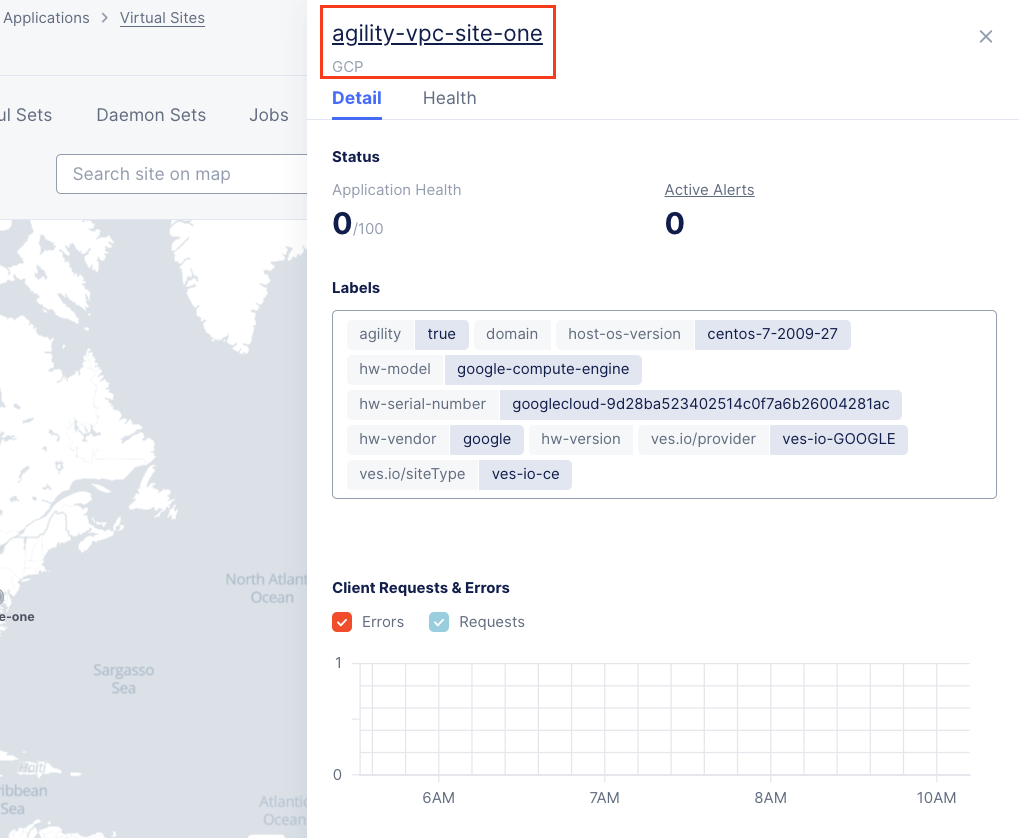 Applications > Virtual Sites
agility-vpc-site-one
GCP
ul Sets Daemon Sets Jobs
Detail Health
Search site on map
Status
Application Health Active Alerts
0/100 0
Labels
agility true domain host-os-version centos-7-2009-27
hw-model google-compute-engine
hw-serial-number googlecloud-9d28ba523402514c0f7a6b26004281ac
hw-vendor google hw-version ves.io/provider ves-io-GOOGLE
ves.io/siteType ves-io-ce
Client Requests & Errors
Errors Requests
1
0
6AM 7AM 8AM 10AM
North Atlant
Ocean
e-one
Sargasso
Sea
Haiti
ribbean
Sea
Atlantic
Ocean